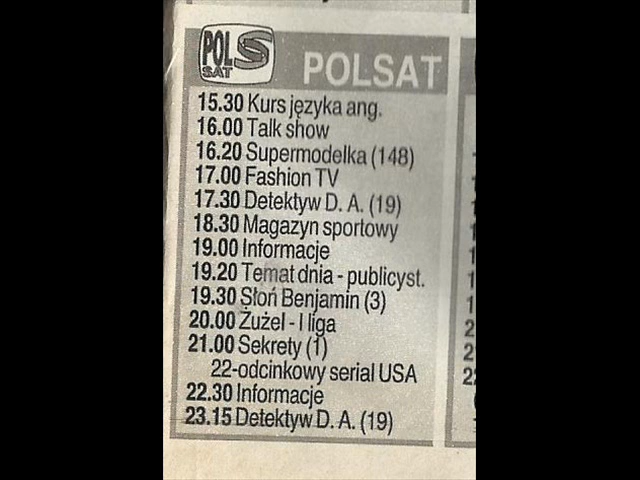 POL
SAT
POLSAT
15.30 Kurs języka ang.
16.00 Talk show
16.20 Supermodelka (148)
17.00 Fashion TV
17.30 Detektyw D. A. (19)
18.30 Magazyn sportowy
19.00 Informacje
19.20 Temat dnia - publicyst.
19.30 Słoń Benjamin (3)
20.00 Żużel - I liga
21.00 Sekrety (1)
22-odcinkowy serial USA
22.30 Informacje
23.15 Detektyw D. A. (19)